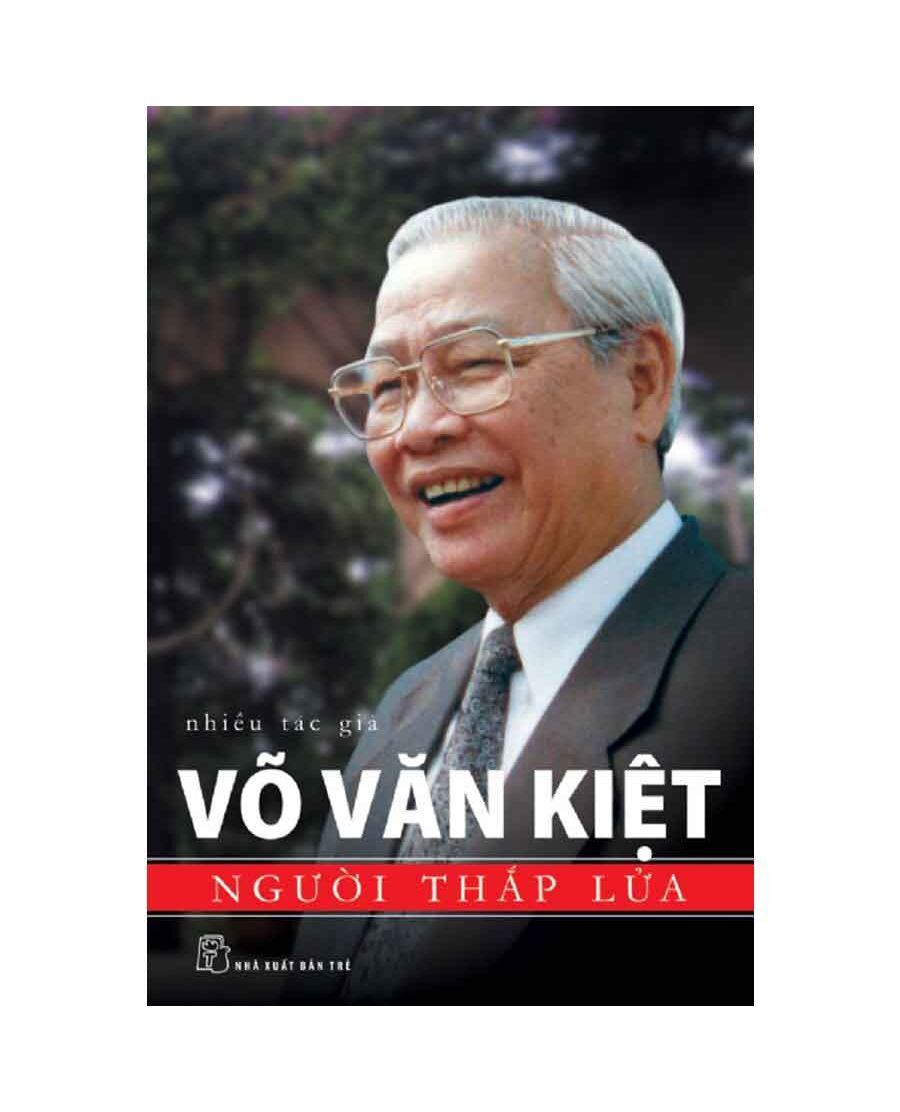 nhiều tác giả
VÕ VĂN KIỆT
NGƯỜI THẮP LỬA
NHÀ XUẤT BẢN TRẺ